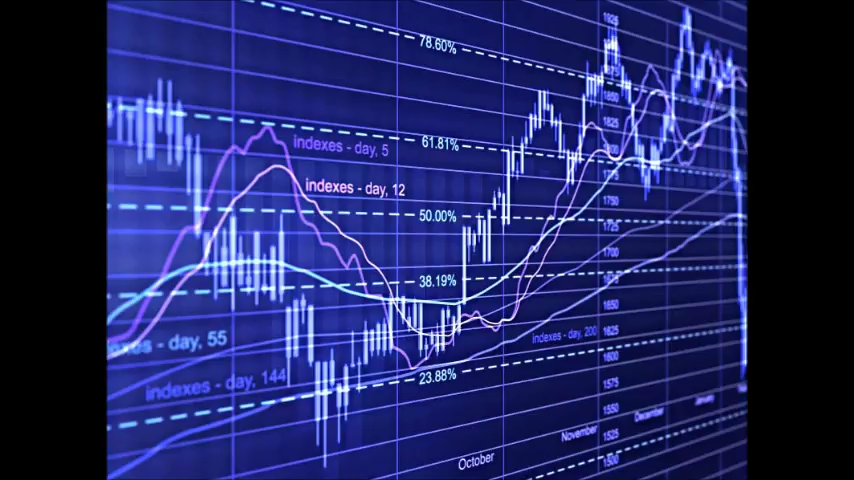 78.60%
indexes - day, 5
61.81%
indexes - day, 12
50.00%
38.19%
indexes - day, 200
day, 55
indexes - day, 144
23.88%
1925
1850
1825
1800
1775
1750
1725
1700
1675
1650
1625
1600
1575
1550
1525
1500
October
November
December
January